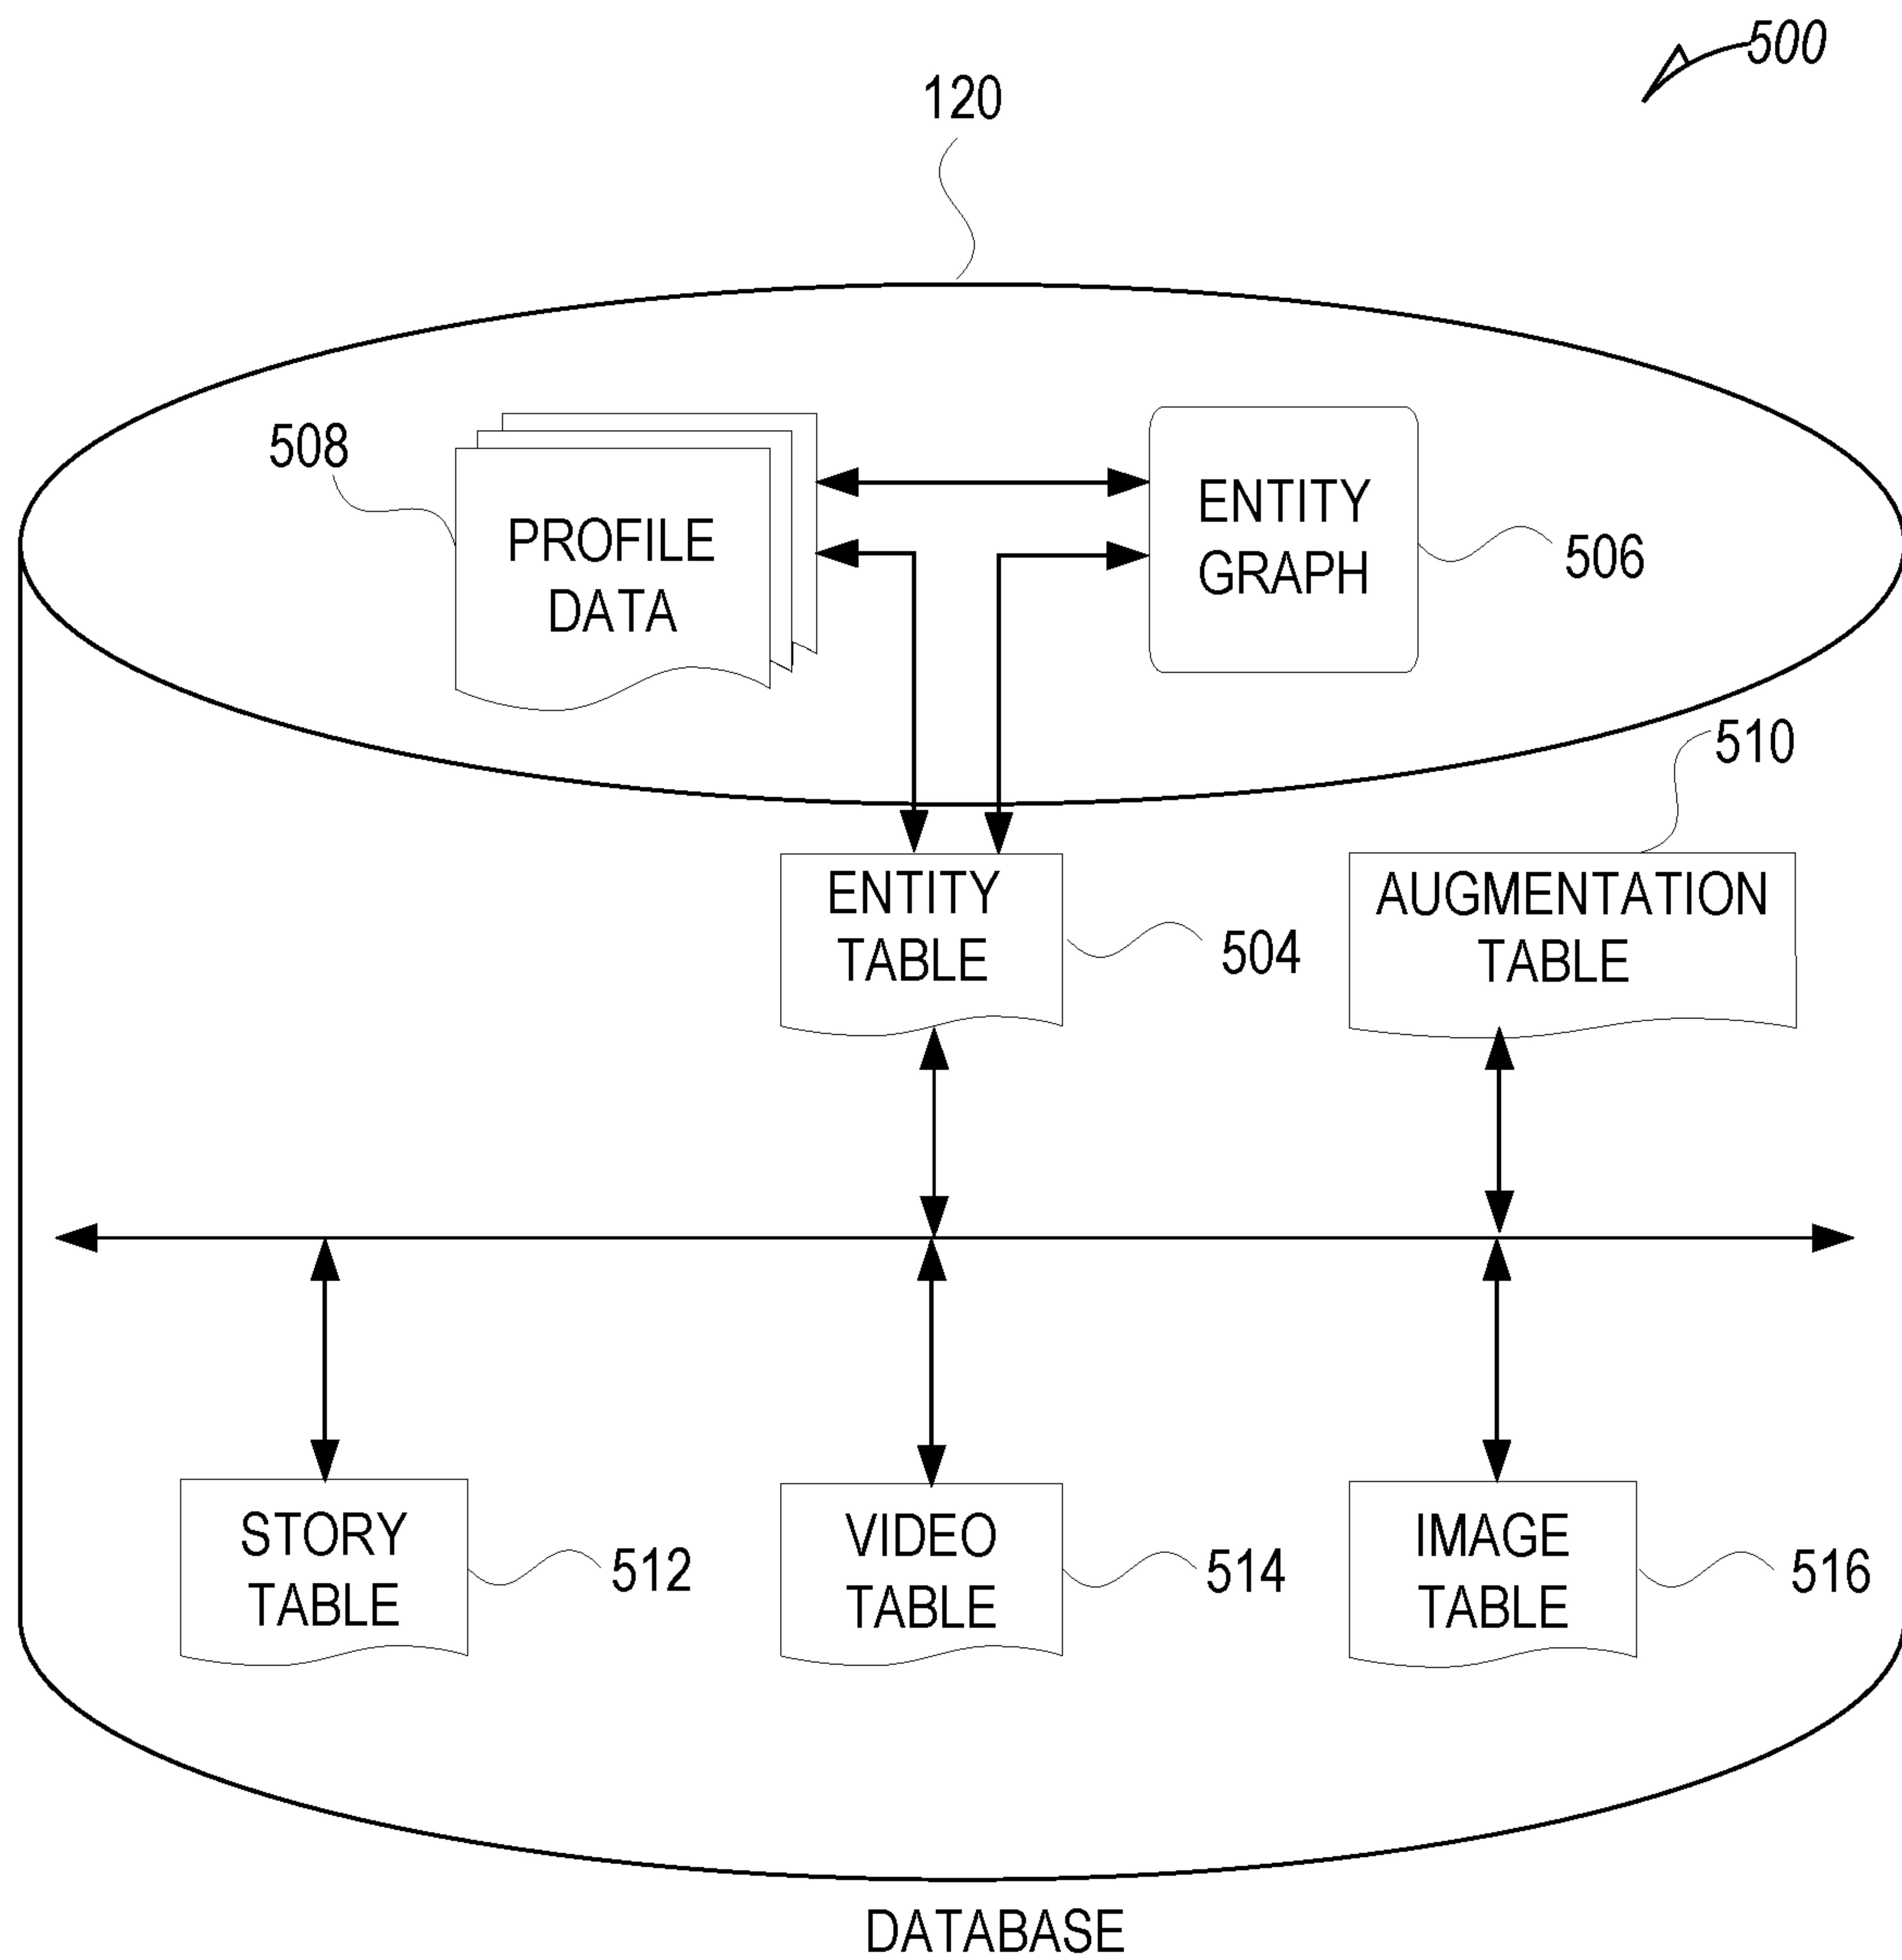 500
120
508
PROFILE
DATA
ENTITY
GRAPH
506
510
ENTITY
TABLE
504
AUGMENTATION
TABLE
STORY
TABLE
512
VIDEO
TABLE
514
IMAGE
TABLE
516
DATABASE